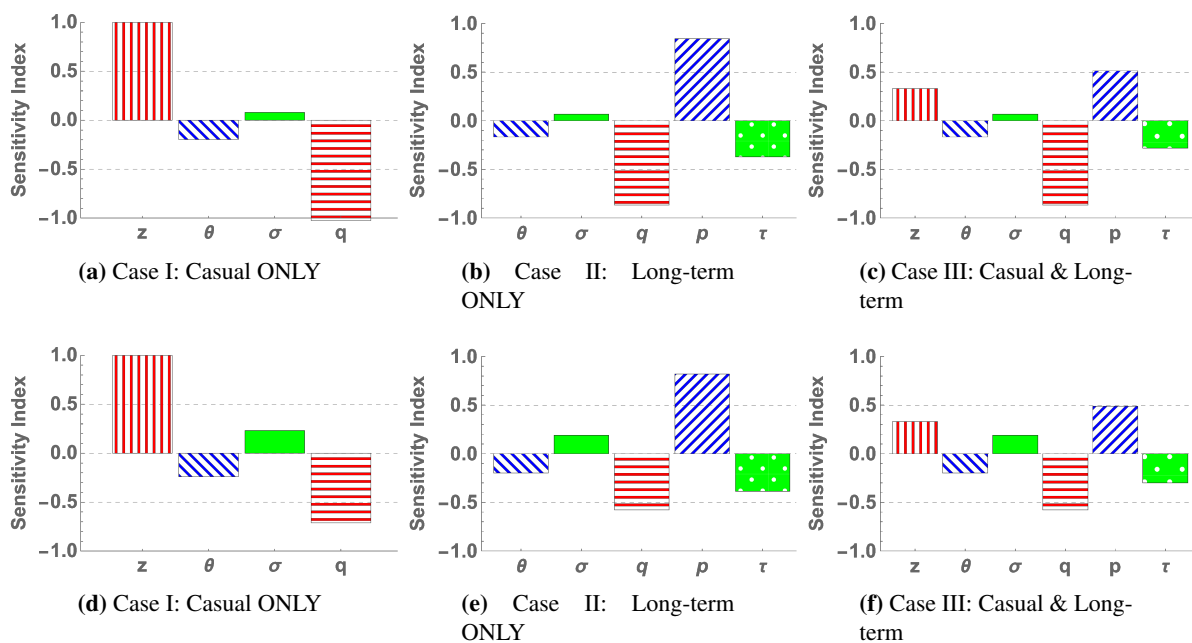 Sensitivity Index
1.0
0.5
0.0
−0.5
−1.0
z θ σ q
(a) Case I: Casual ONLY
Sensitivity Index
1.0
0.5
0.0
−0.5
−1.0
θ σ q p τ
(b) Case II: Long-term
ONLY
Sensitivity Index
1.0
0.5
0.0
−0.5
−1.0
z θ σ q p τ
(c) Case III: Casual & Long-
term
Sensitivity Index
1.0
0.5
0.0
−0.5
−1.0
z θ σ q
(d) Case I: Casual ONLY
Sensitivity Index
1.0
0.5
0.0
−0.5
−1.0
θ σ q p τ
(e) Case II: Long-term
ONLY
Sensitivity Index
1.0
0.5
0.0
−0.5
−1.0
z θ σ q p τ
(f) Case III: Casual & Long-
term